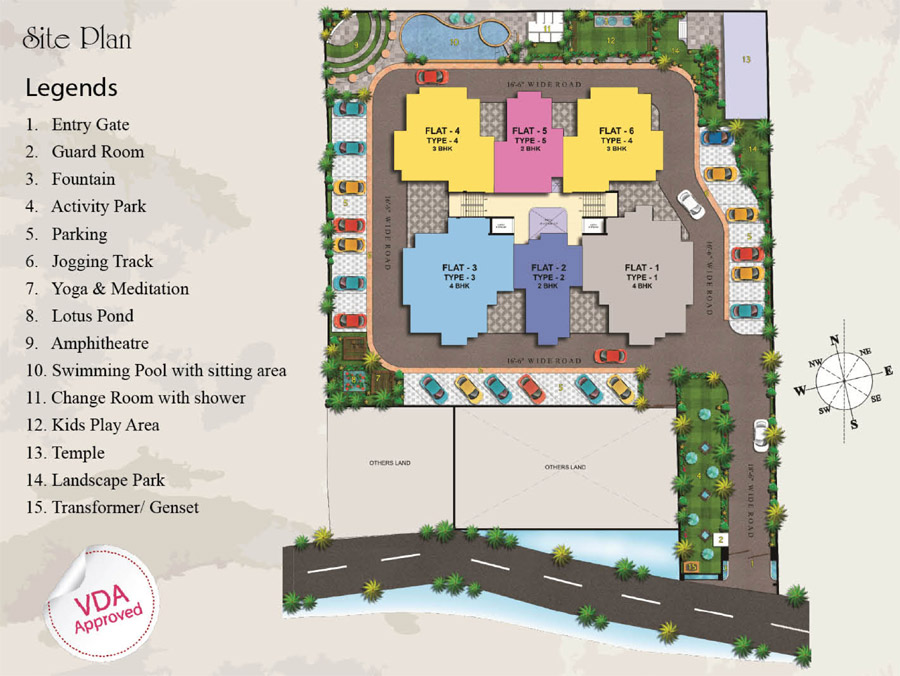 Site Plan
Legends
1. Entry Gate
2. Guard Room
3. Fountain
4. Activity Park
5. Parking
6. Jogging Track
7. Yoga & Meditation
8. Lotus Pond
9. Amphitheatre
10. Swimming Pool with sitting area
11. Change Room with shower
12. Kids Play Area
13. Temple
14. Landscape Park
15. Transformer/ Genset
VDA
Approved
9
10
11
12
14
13
16'-6" WIDE ROAD
FLAT - 4
TYPE - 4
3 BHK
FLAT - 5
TYPE - 5
2 BHK
FLAT - 6
TYPE - 4
3 BHK
14
5
16'-6" WIDE ROAD
FLAT - 3
TYPE - 3
4 BHK
FLAT - 2
TYPE - 2
2 BHK
FLAT - 1
TYPE - 1
4 BHK
16'-6" WIDE ROAD
5
16'-6" WIDE ROAD
8
7
5
OTHERS LAND
OTHERS LAND
4
18'-6" WIDE ROAD
2
15
1
N
NE
E
SE
S
SW
W
NW